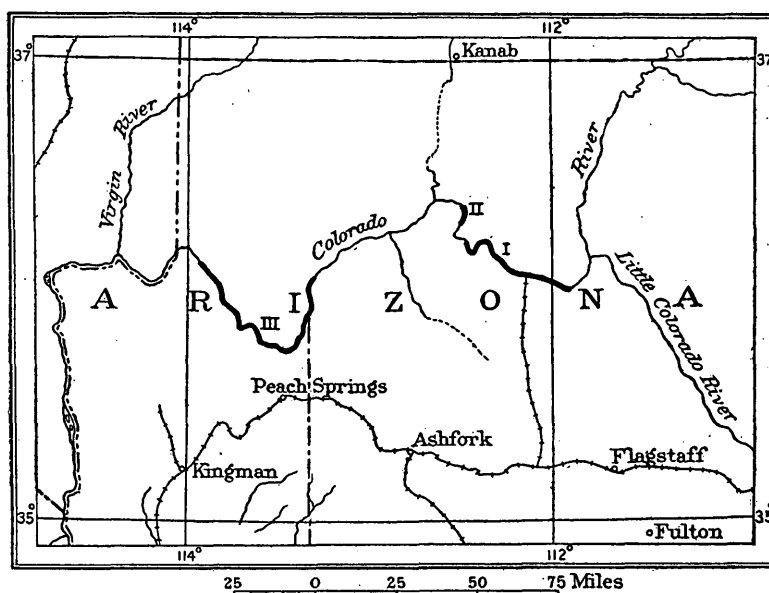 114° 112°
37° 37°
Kanab
Virgin River
River
Colorado
II
I
Little Colorado River
A R I Z O N A
III
Peach Springs
Ashfork
Flagstaff
Kingman
35° 35°
Fulton
114° 112°
25 0 25 50 75 Miles